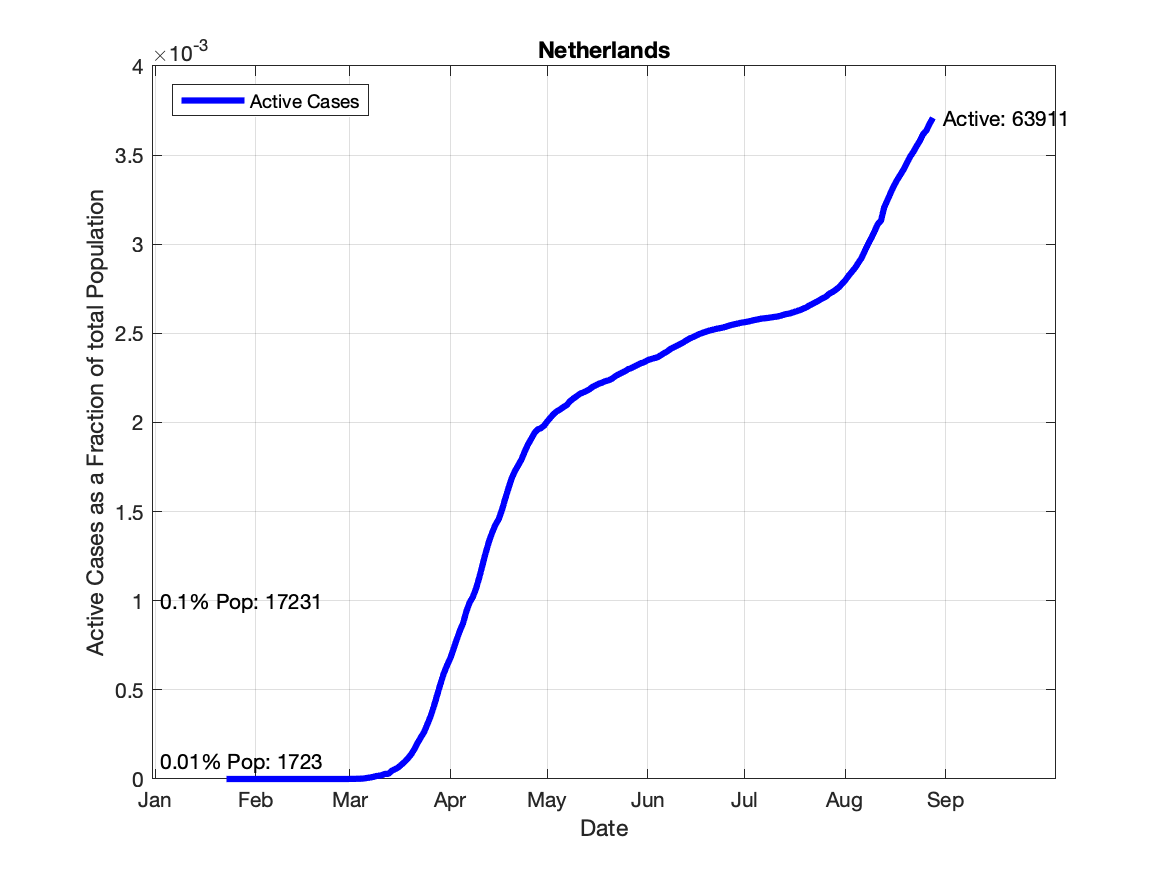 Netherlands
×10-3
4
3.5
3
2.5
2
1.5
1
0.5
0
Active Cases as a Fraction of total Population
Active Cases
Active: 63911
0.1% Pop: 17231
0.01% Pop: 1723
Jan Feb Mar Apr May Jun Jul Aug Sep
Date